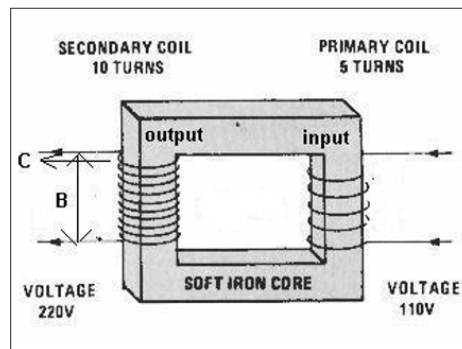 SECONDARY COIL
10 TURNS
PRIMARY COIL
5 TURNS
output
input
C
B
VOLTAGE
220V
SOFT IRON CORE
VOLTAGE
110V